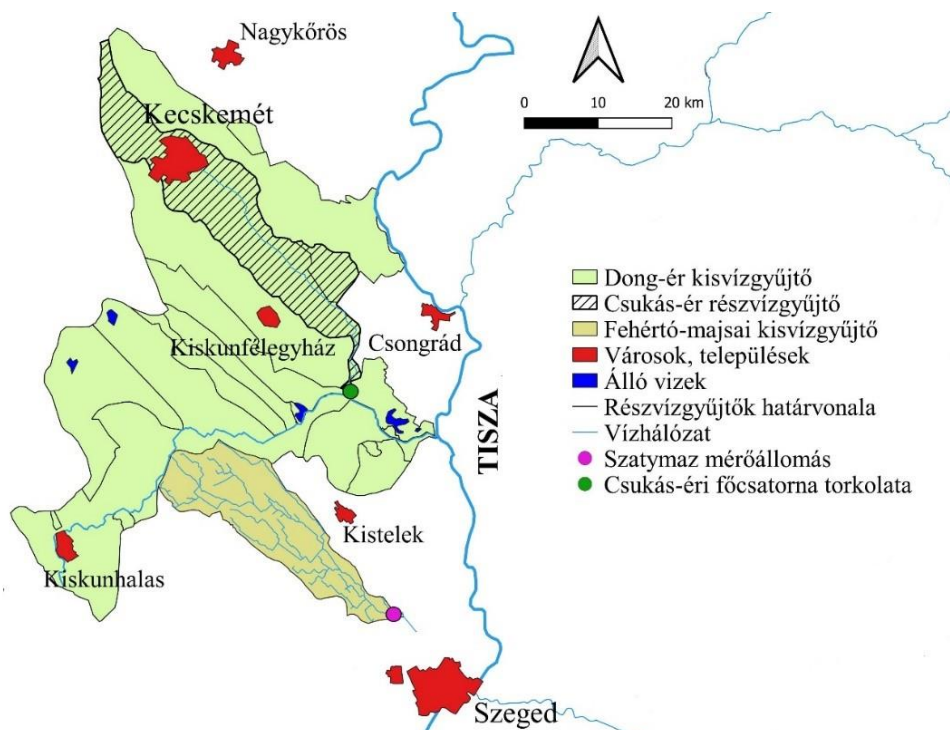 Nagykőrös
Kecskemét
0 10 20 km
Kiskunfélegyháza
Csongrád
TISZA
Kistelek
Kiskunhalas
Szeged
Dong-ér kisvízgyűjtő
Csukás-ér részvízgyűjtő
Fehértó-majsai kisvízgyűjtő
Városok, települések
Álló vizek
Részvízgyűjtők határvonala
Vízhálózat
Szatymaz mérőállomás
Csukás-éri főcsatorna torkolata